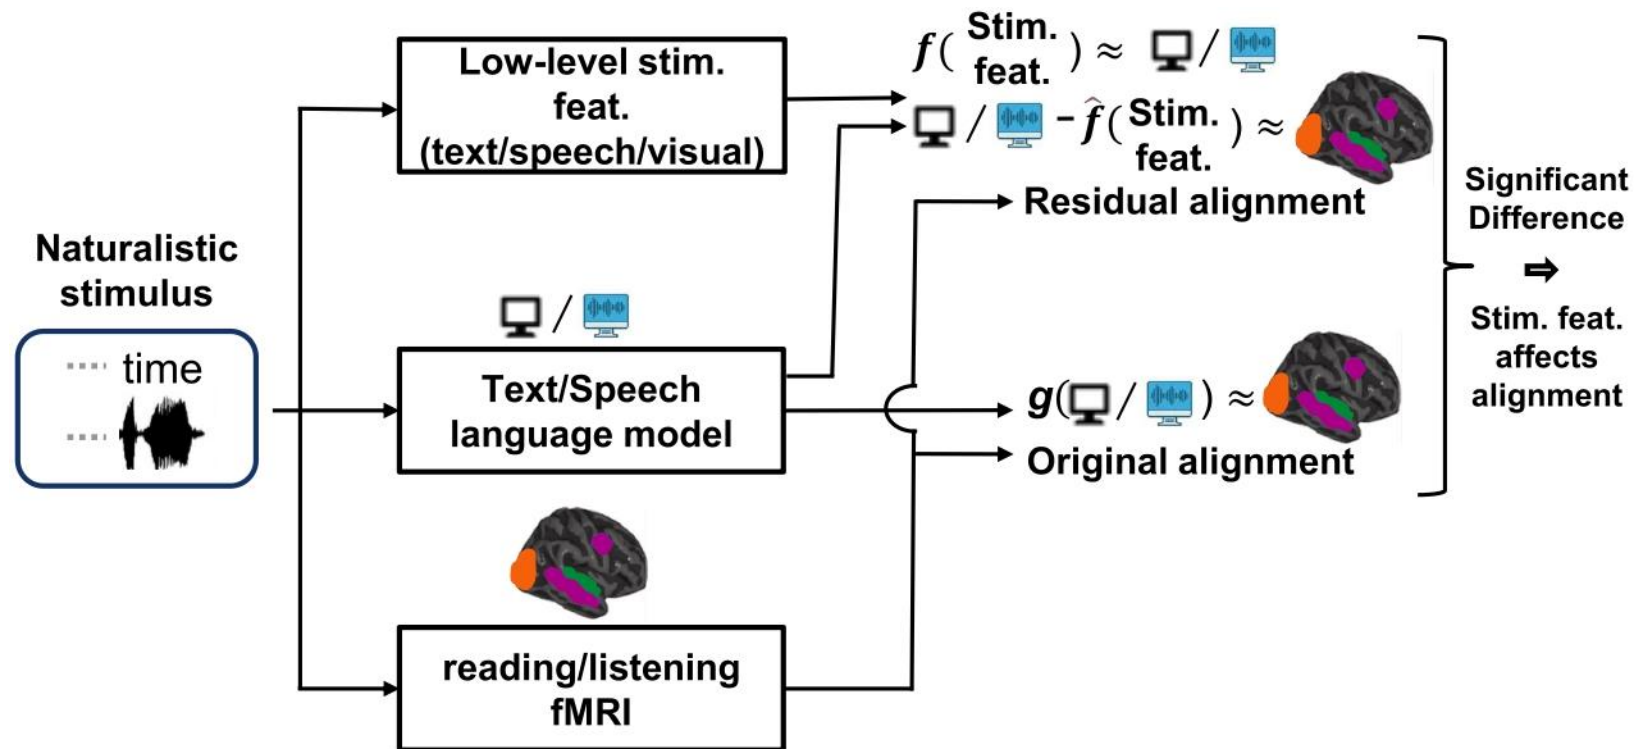 Naturalistic
stimulus
time
Low-level stim.
feat.
(text/speech/visual)
/
Text/Speech
language model
reading/listening
fMRI
f( Stim. feat. ) ≈ /
/ - f̂( Stim. feat. ) ≈
Residual alignment
g( / ) ≈
Original alignment
Significant
Difference
⇒
Stim. feat.
affects
alignment